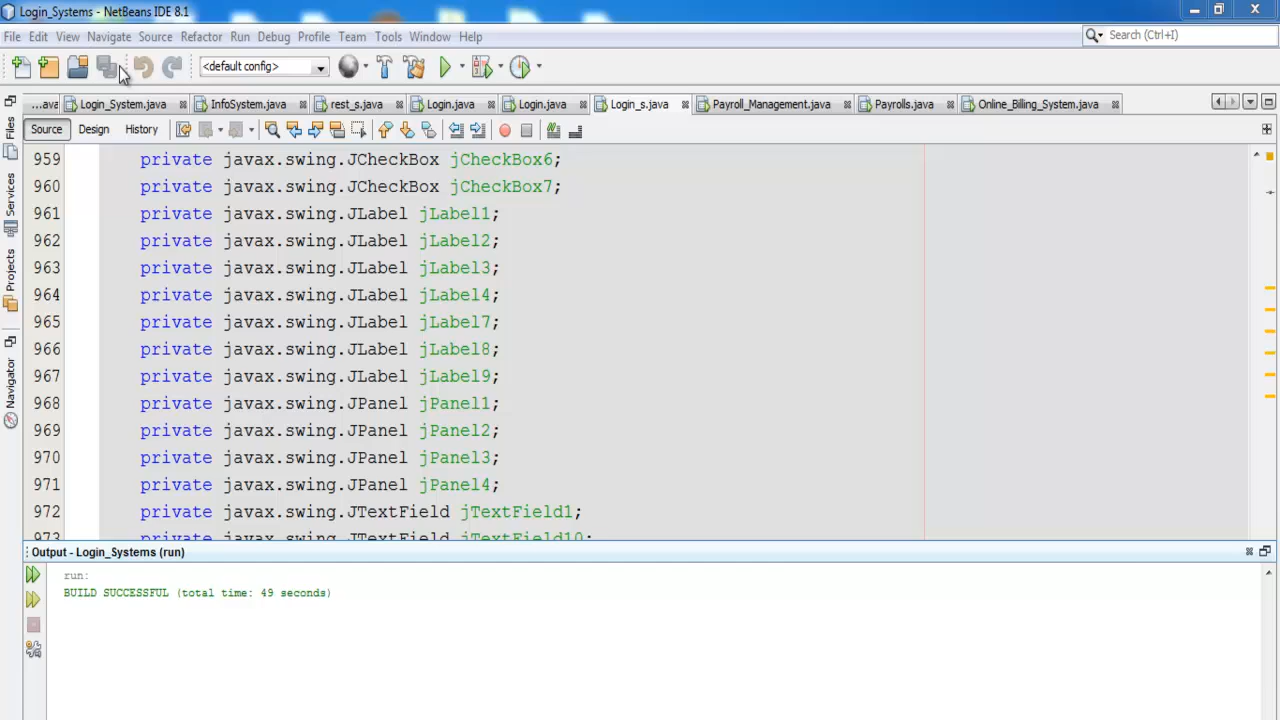 Login_Systems - NetBeans IDE 8.1
File Edit View Navigate Source Refactor Run Debug Profile Team Tools Window Help
Search (Ctrl+I)
<default config>
...ava Login_System.java InfoSystem.java rest_s.java Login.java Login.java Login_s.java Payroll_Management.java Payrolls.java Online_Billing_System.java
Source Design History
Files
Services
Projects
Navigator
959 private javax.swing.JCheckBox jCheckBox6;
960 private javax.swing.JCheckBox jCheckBox7;
961 private javax.swing.JLabel jLabel1;
962 private javax.swing.JLabel jLabel2;
963 private javax.swing.JLabel jLabel3;
964 private javax.swing.JLabel jLabel4;
965 private javax.swing.JLabel jLabel7;
966 private javax.swing.JLabel jLabel8;
967 private javax.swing.JLabel jLabel9;
968 private javax.swing.JPanel jPanel1;
969 private javax.swing.JPanel jPanel2;
970 private javax.swing.JPanel jPanel3;
971 private javax.swing.JPanel jPanel4;
972 private javax.swing.JTextField jTextField1;
973 private javax.swing.JTextField jTextField10;
Output - Login_Systems (run)
run:
BUILD SUCCESSFUL (total time: 49 seconds)